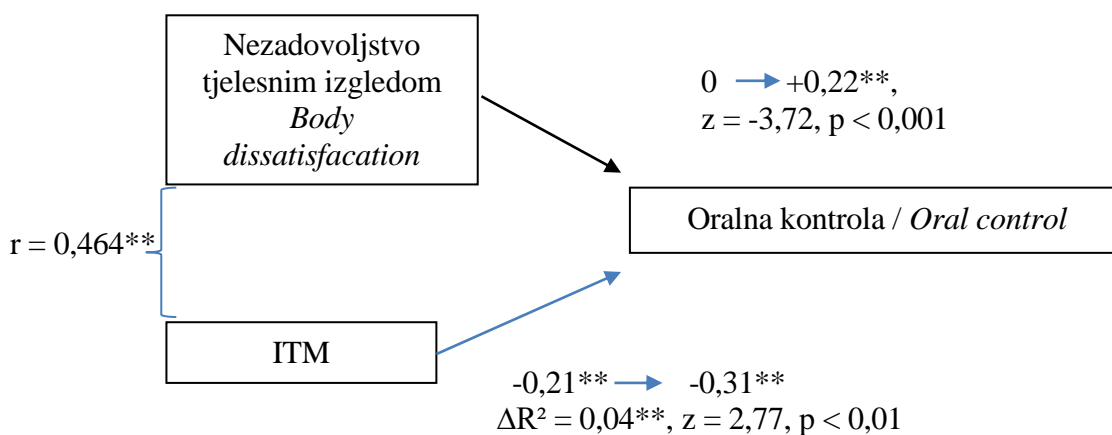 Nezadovoljstvo
tjelesnim izgledom
Body
dissatisfacation
0 → +0,22**,
z = -3,72, p < 0,001
Oralna kontrola / Oral control
r = 0,464**
ITM
-0,21** → -0,31**
ΔR² = 0,04**, z = 2,77, p < 0,01